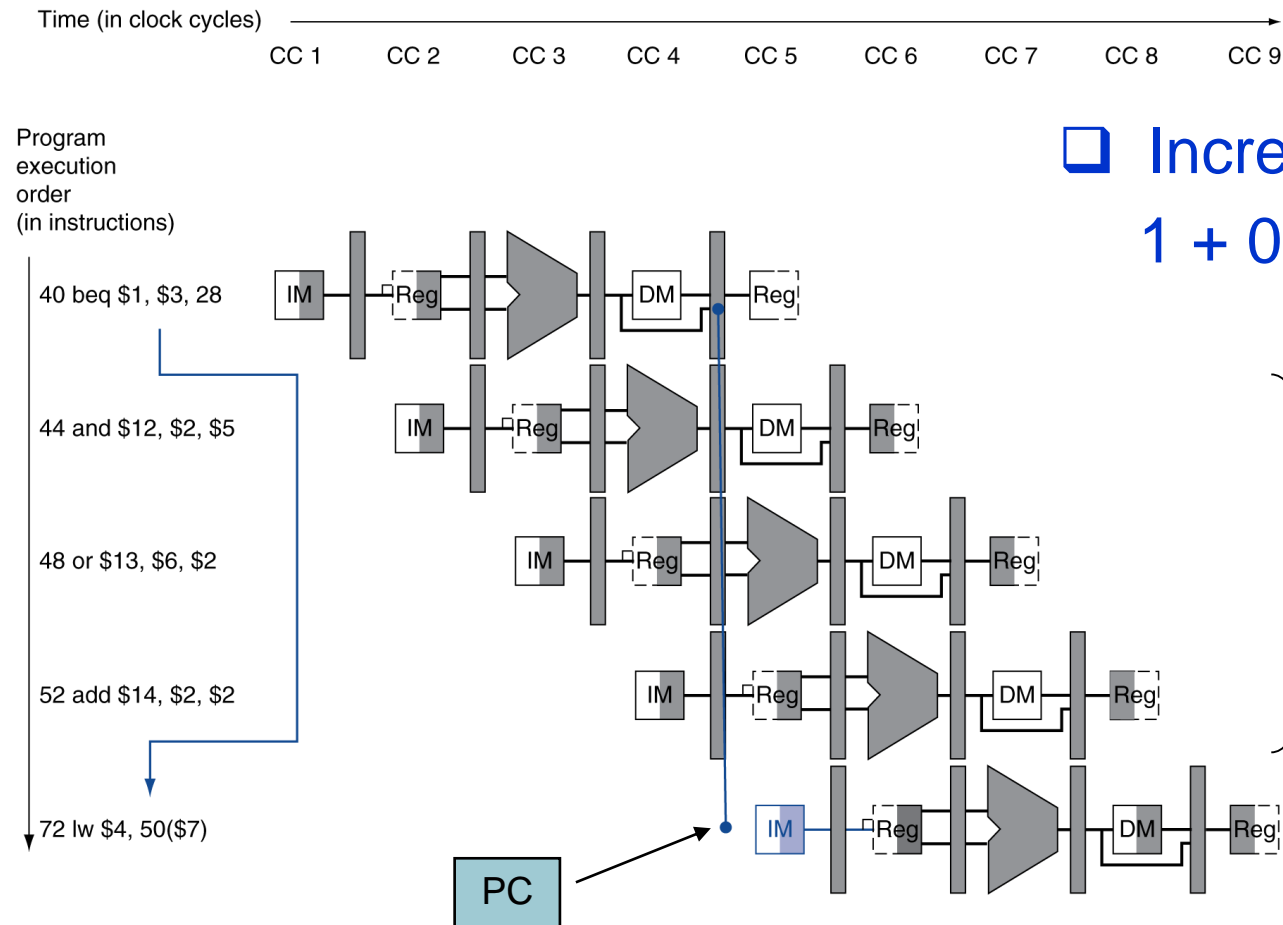 Time (in clock cycles)
CC 1 CC 2 CC 3 CC 4 CC 5 CC 6 CC 7 CC 8 CC 9
Program
execution
order
(in instructions)
❑ Incre
1 + 0
40 beq $1, $3, 28
IM Reg DM Reg
44 and $12, $2, $5
IM Reg DM Reg
48 or $13, $6, $2
IM Reg DM Reg
52 add $14, $2, $2
IM Reg DM Reg
72 lw $4, 50($7)
IM Reg DM Reg
PC